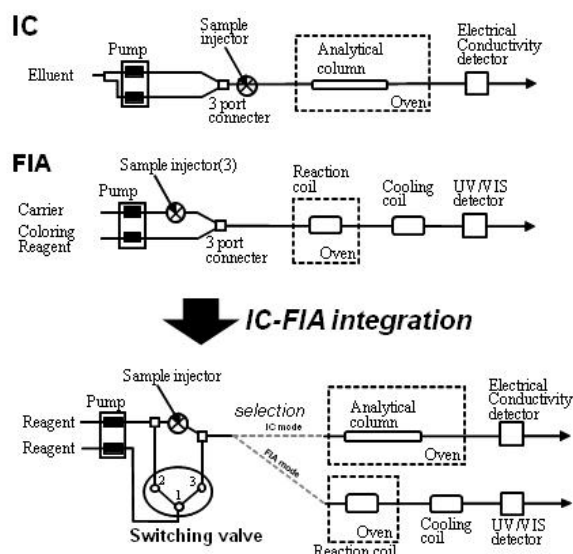 IC
Pump
Sample
injector
Analytical
column
Electrical
Conductivity
detector
Elluent
3 port
connecter
Oven
FIA
Sample injector(3)
Pump
Reaction
coil
Cooling
coil
UV/VIS
detector
Carrier
Coloring
Reagent
3 port
connecter
Oven
IC-FIA integration
Sample injector
Pump
Reagent
Reagent
selection
IC mode
FIA mode
Analytical
column
Electrical
Conductivity
detector
Oven
2
3
1
Switching valve
Oven
Reaction coil
Cooling
coil
UV/VIS
detector